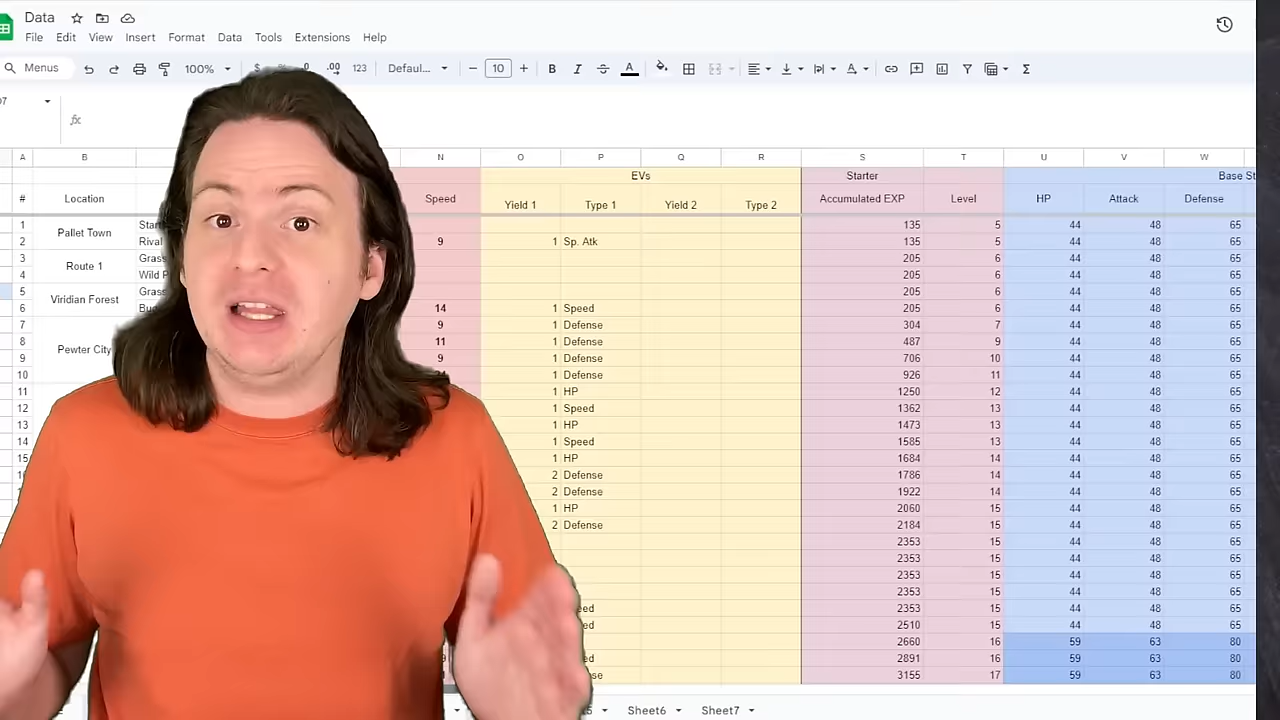 Data
File Edit View Insert Format Data Tools Extensions Help
Menus 100% $ .00 123 Defaul... 10 B I A
fx
A B N O P Q R S T U V W
EVs Starter Base St
# Location Speed Yield 1 Type 1 Yield 2 Type 2 Accumulated EXP Level HP Attack Defense
1 Pallet Town 135 5 44 48 65
2 Rival 9 1 Sp. Atk 135 5 44 48 65
3 Route 1 205 6 44 48 65
4 Wild 205 6 44 48 65
5 Viridian Forest 205 6 44 48 65
6 14 1 Speed 205 6 44 48 65
7 Pewter City 9 1 Defense 304 7 44 48 65
8 11 1 Defense 487 9 44 48 65
9 9 1 Defense 706 10 44 48 65
10 1 Defense 926 11 44 48 65
11 1 HP 1250 12 44 48 65
12 1 Speed 1362 13 44 48 65
13 1 HP 1473 13 44 48 65
14 1 Speed 1585 13 44 48 65
15 1 HP 1684 14 44 48 65
2 Defense 1786 14 44 48 65
2 Defense 1922 14 44 48 65
1 HP 2060 15 44 48 65
2 Defense 2184 15 44 48 65
2353 15 44 48 65
2353 15 44 48 65
2353 15 44 48 65
2353 15 44 48 65
eed 2353 15 44 48 65
ed 2510 15 44 48 65
2660 16 59 63 80
ed 2891 16 59 63 80
se 3155 17 59 63 80
Sheet6 Sheet7